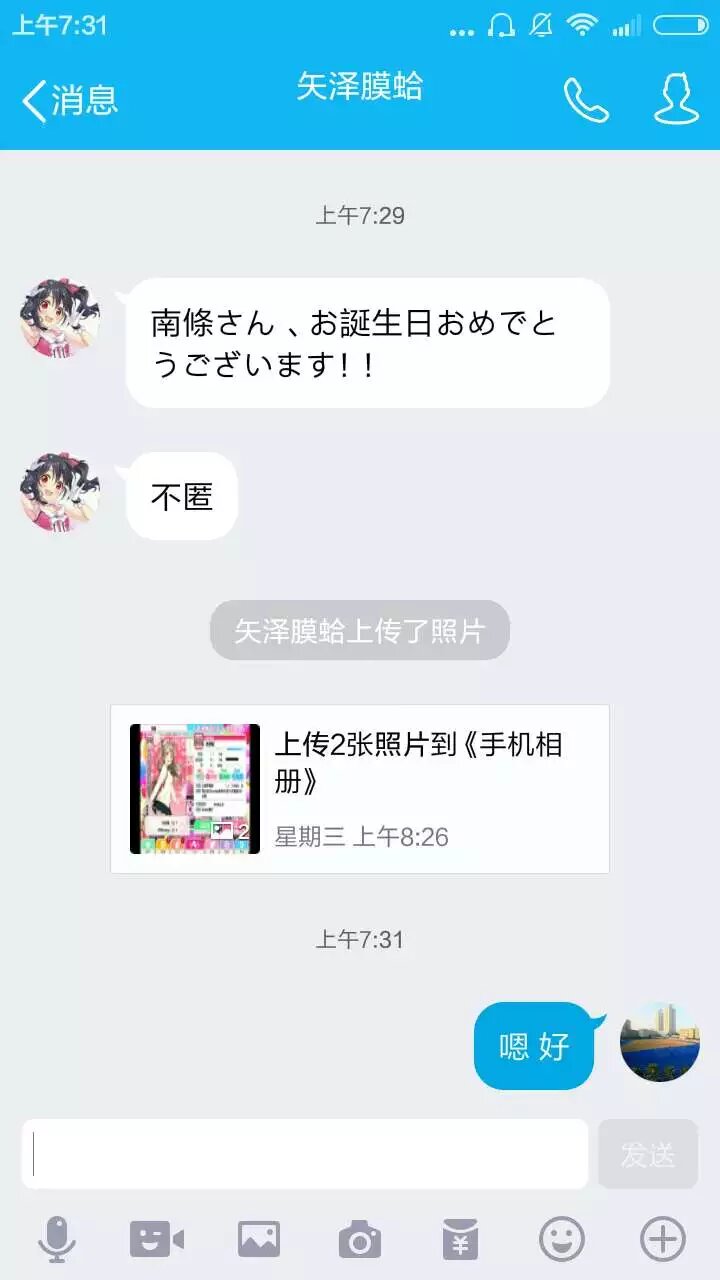 上午7:31
消息
矢泽膜蛤
上午7:29
南條さん、お誕生日おめでと
うございます！！
不匿
矢泽膜蛤上传了照片
上传2张照片到《手机相
册》
2
星期三 上午8:26
上午7:31
嗯 好
发送